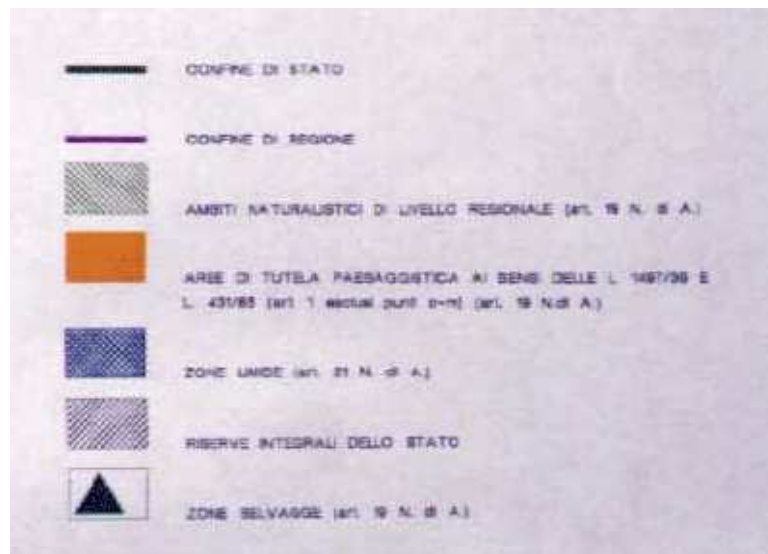 CONFINE DI STATO
CONFINE DI REGIONE
AMBITI NATURALISTICI DI LIVELLO REGIONALE (art. 19 N. di A.)
AREE DI TUTELA PAESAGGISTICA AI SENSI DELLE L. 1497/39 E
L. 431/85 (art. 1 esclusi punti o-m) (art. 19 N.di A.)
ZONE UMIDE (art. 21 N. di A.)
RISERVE INTEGRALI DELLO STATO
ZONE SELVAGGE (art. 19 N. di A.)